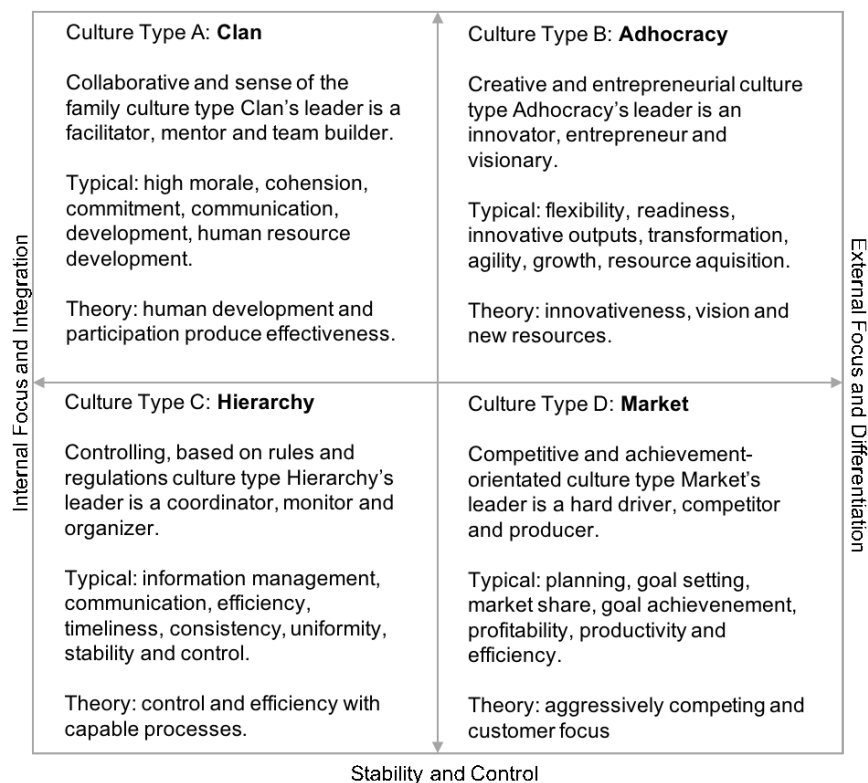 Culture Type A: Clan
Collaborative and sense of the
family culture type Clan's leader is a
facilitator, mentor and team builder.
Typical: high morale, cohension,
commitment, communication,
development, human resource
development.
Theory: human development and
participation produce effectiveness.
Culture Type B: Adhocracy
Creative and entrepreneurial culture
type Adhocracy's leader is an
innovator, entrepreneur and
visionary.
Typical: flexibility, readiness,
innovative outputs, transformation,
agility, growth, resource aquisition.
Theory: innovativeness, vision and
new resources.
Internal Focus and Integration
External Focus and Differentiation
Culture Type C: Hierarchy
Controlling, based on rules and
regulations culture type Hierarchy's
leader is a coordinator, monitor and
organizer.
Typical: information management,
communication, efficiency,
timeliness, consistency, uniformity,
stability and control.
Theory: control and efficiency with
capable processes.
Culture Type D: Market
Competitive and achievement-
orientated culture type Market's
leader is a hard driver, competitor
and producer.
Typical: planning, goal setting,
market share, goal achievenement,
profitability, productivity and
efficiency.
Theory: aggressively competing and
customer focus
Stability and Control